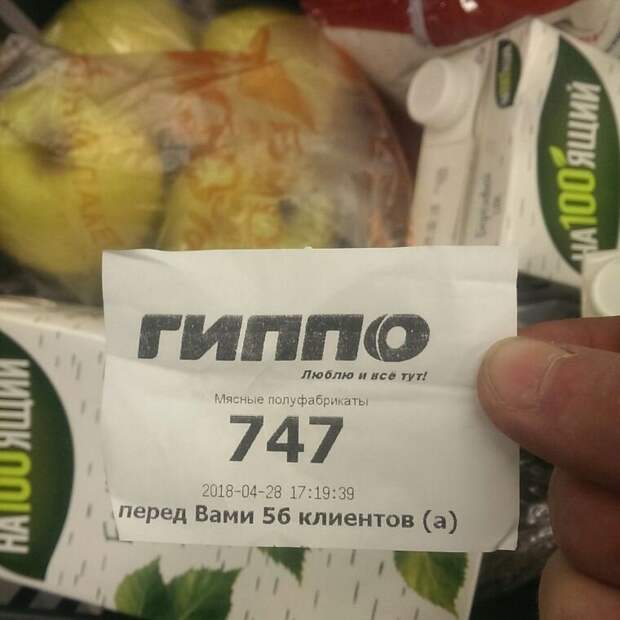 НА100ЯЩИЙ
ГИППО
Люблю и всё тут!
Мясные полуфабрикаты
747
2018-04-28 17:19:39
перед Вами 56 клиентов (а)
НА100ЯЩИЙ